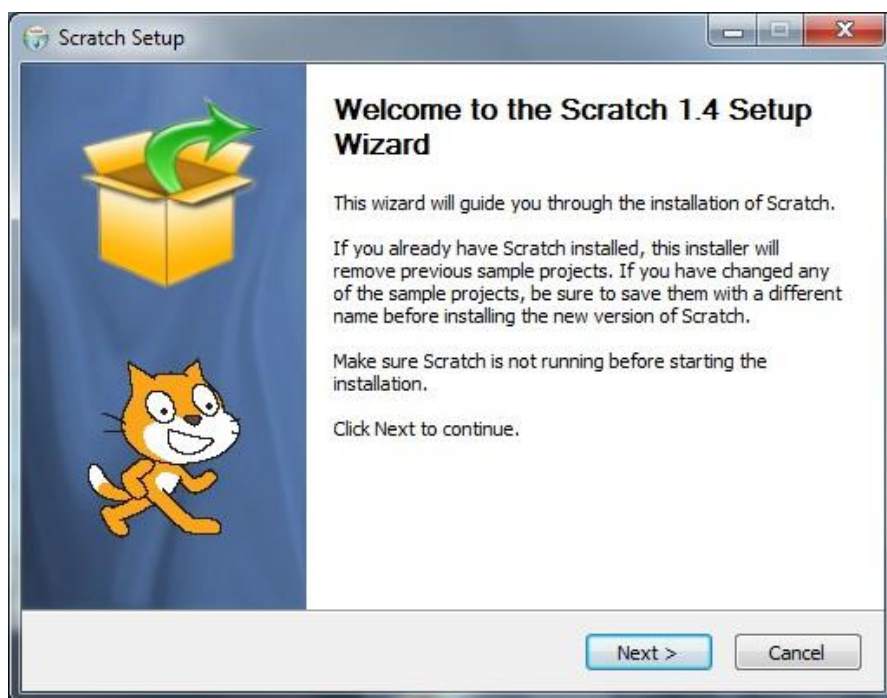 Scratch Setup
Welcome to the Scratch 1.4 Setup
Wizard
This wizard will guide you through the installation of Scratch.
If you already have Scratch installed, this installer will
remove previous sample projects. If you have changed any
of the sample projects, be sure to save them with a different
name before installing the new version of Scratch.
Make sure Scratch is not running before starting the
installation.
Click Next to continue.
Next >
Cancel